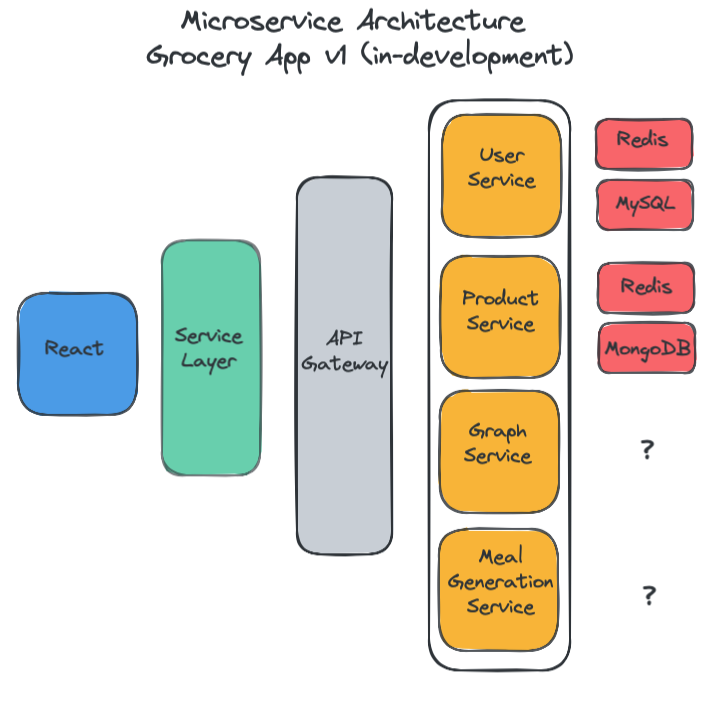 Microservice Architecture
Grocery App v1 (in-development)
React
Service
Layer
API
Gateway
User
Service
Redis
MySQL
Product
Service
Redis
MongoDB
Graph
Service
?
Meal
Generation
Service
?